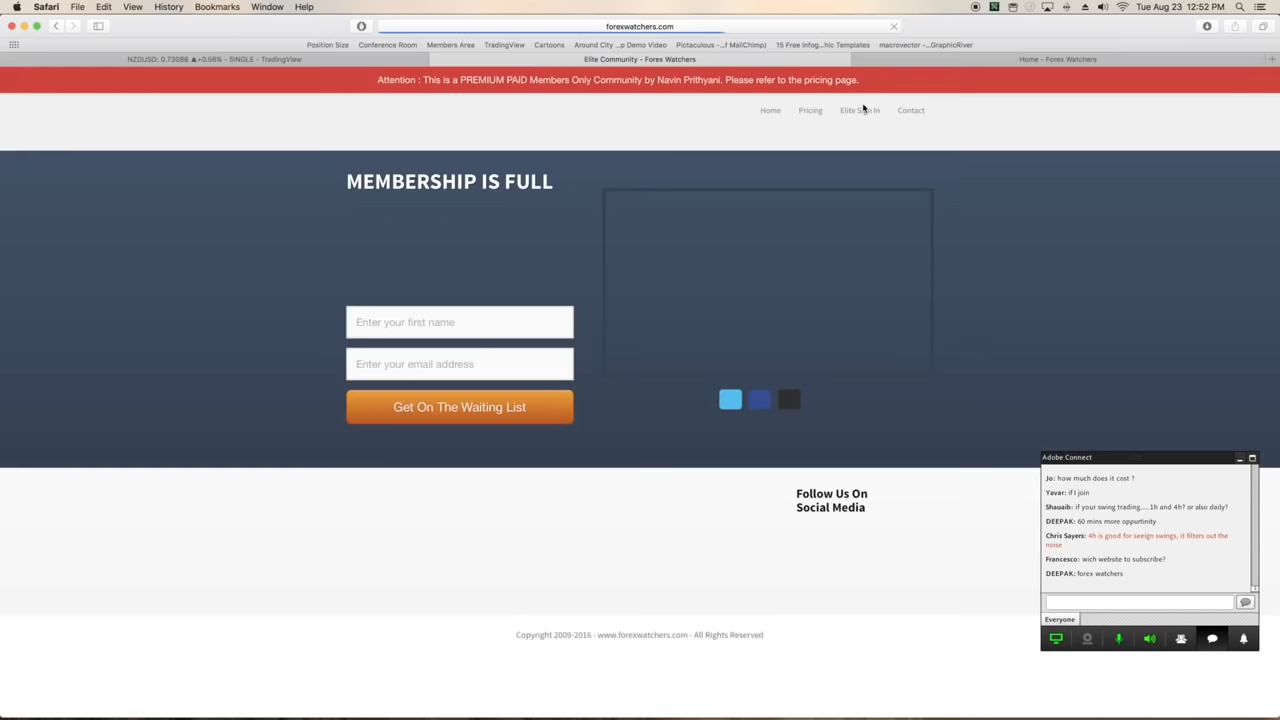 Safari File Edit View History Bookmarks Window Help Tue Aug 23 12:52 PM
forexwatchers.com
Position Size Conference Room Members Area TradingView Cartoons Around City ...p Demo Video Pictaculous -...f MailChimp) 15 Free Infog...hic Templates macrovector -...GraphicRiver
NZDUSD: 0.73088 ▲+0.56% - SINGLE - TradingView Elite Community - Forex Watchers Home - Forex Watchers
Attention : This is a PREMIUM PAID Members Only Community by Navin Prithyani. Please refer to the pricing page.
Home Pricing Elite Sign In Contact
MEMBERSHIP IS FULL
Enter your first name
Enter your email address
Get On The Waiting List
Follow Us On
Social Media
Copyright 2009-2016 - www.forexwatchers.com - All Rights Reserved
Adobe Connect
Jo: how much does it cost ?
Yavar: if I join
Shauaib: if your swing trading.....1h and 4h? or also daily?
DEEPAK: 60 mins more oppurtinity
Chris Sayers: 4h is good for seeign swings, it filters out the
noise
Francesco: wich website to subscribe?
DEEPAK: forex watchers
Everyone